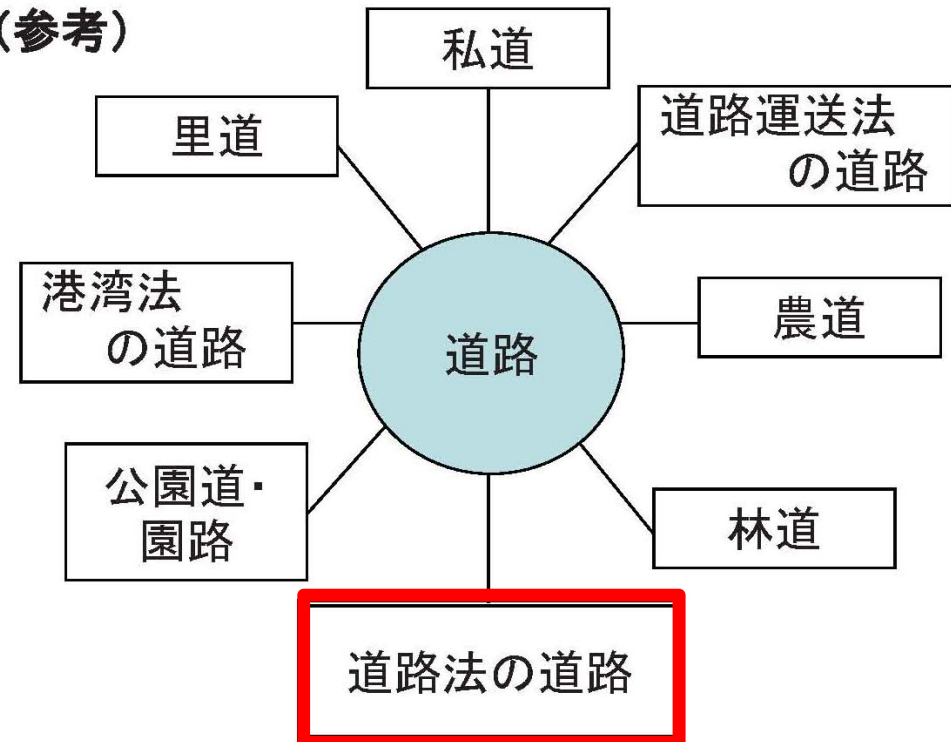 (参考)
私道
里道
道路運送法
の道路
港湾法
の道路
農道
道路
公園道・
園路
林道
道路法の道路